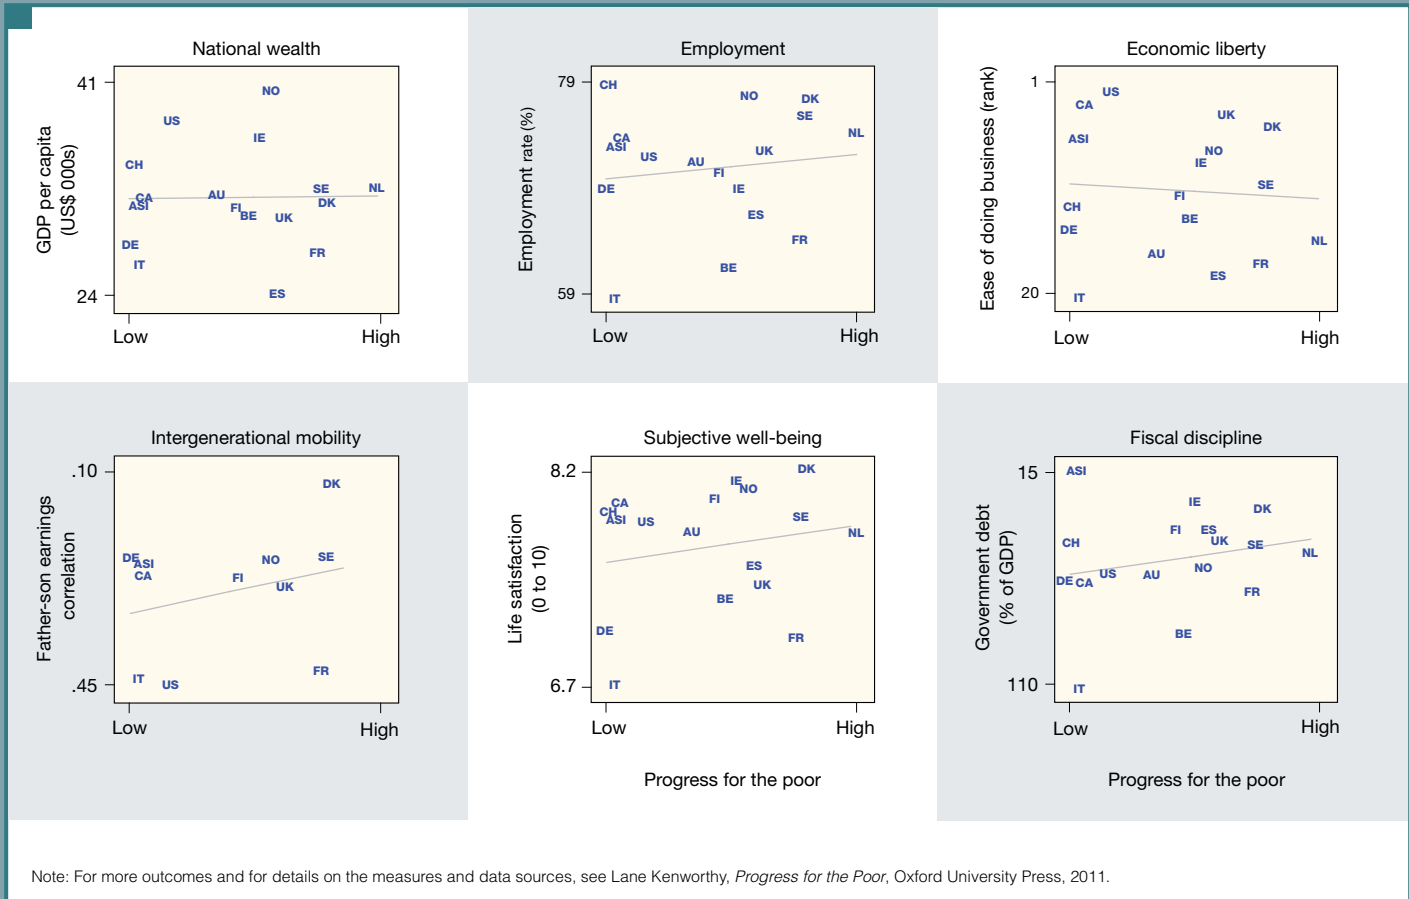 National wealth
GDP per capita
(US$ 000s)
41
24
NO
US
IE
CH
CA
ASI
AU
SE
NL
DK
FI
BE
UK
DE
FR
IT
ES
Low
High
Employment
Employment rate (%)
79
59
CH
NO
DK
SE
NL
CA
ASI
US
UK
AU
FI
DE
IE
ES
FR
BE
IT
Low
High
Economic liberty
Ease of doing business (rank)
1
20
US
CA
UK
DK
ASI
NO
IE
SE
FI
CH
BE
DE
NL
AU
FR
ES
IT
Low
High
Intergenerational mobility
Father-son earnings
correlation
.10
.45
DK
DE
ASI
CA
NO
SE
FI
UK
IT
US
FR
Low
High
Subjective well-being
Life satisfaction
(0 to 10)
8.2
6.7
DK
IE
NO
FI
CA
CH
ASI
US
SE
AU
NL
ES
UK
BE
DE
FR
IT
Low
High
Progress for the poor
Fiscal discipline
Government debt
(% of GDP)
15
110
ASI
IE
DK
FI
ES
UK
CH
SE
NL
NO
US
AU
DE
CA
FR
BE
IT
Low
High
Progress for the poor
Note: For more outcomes and for details on the measures and data sources, see Lane Kenworthy, Progress for the Poor, Oxford University Press, 2011.